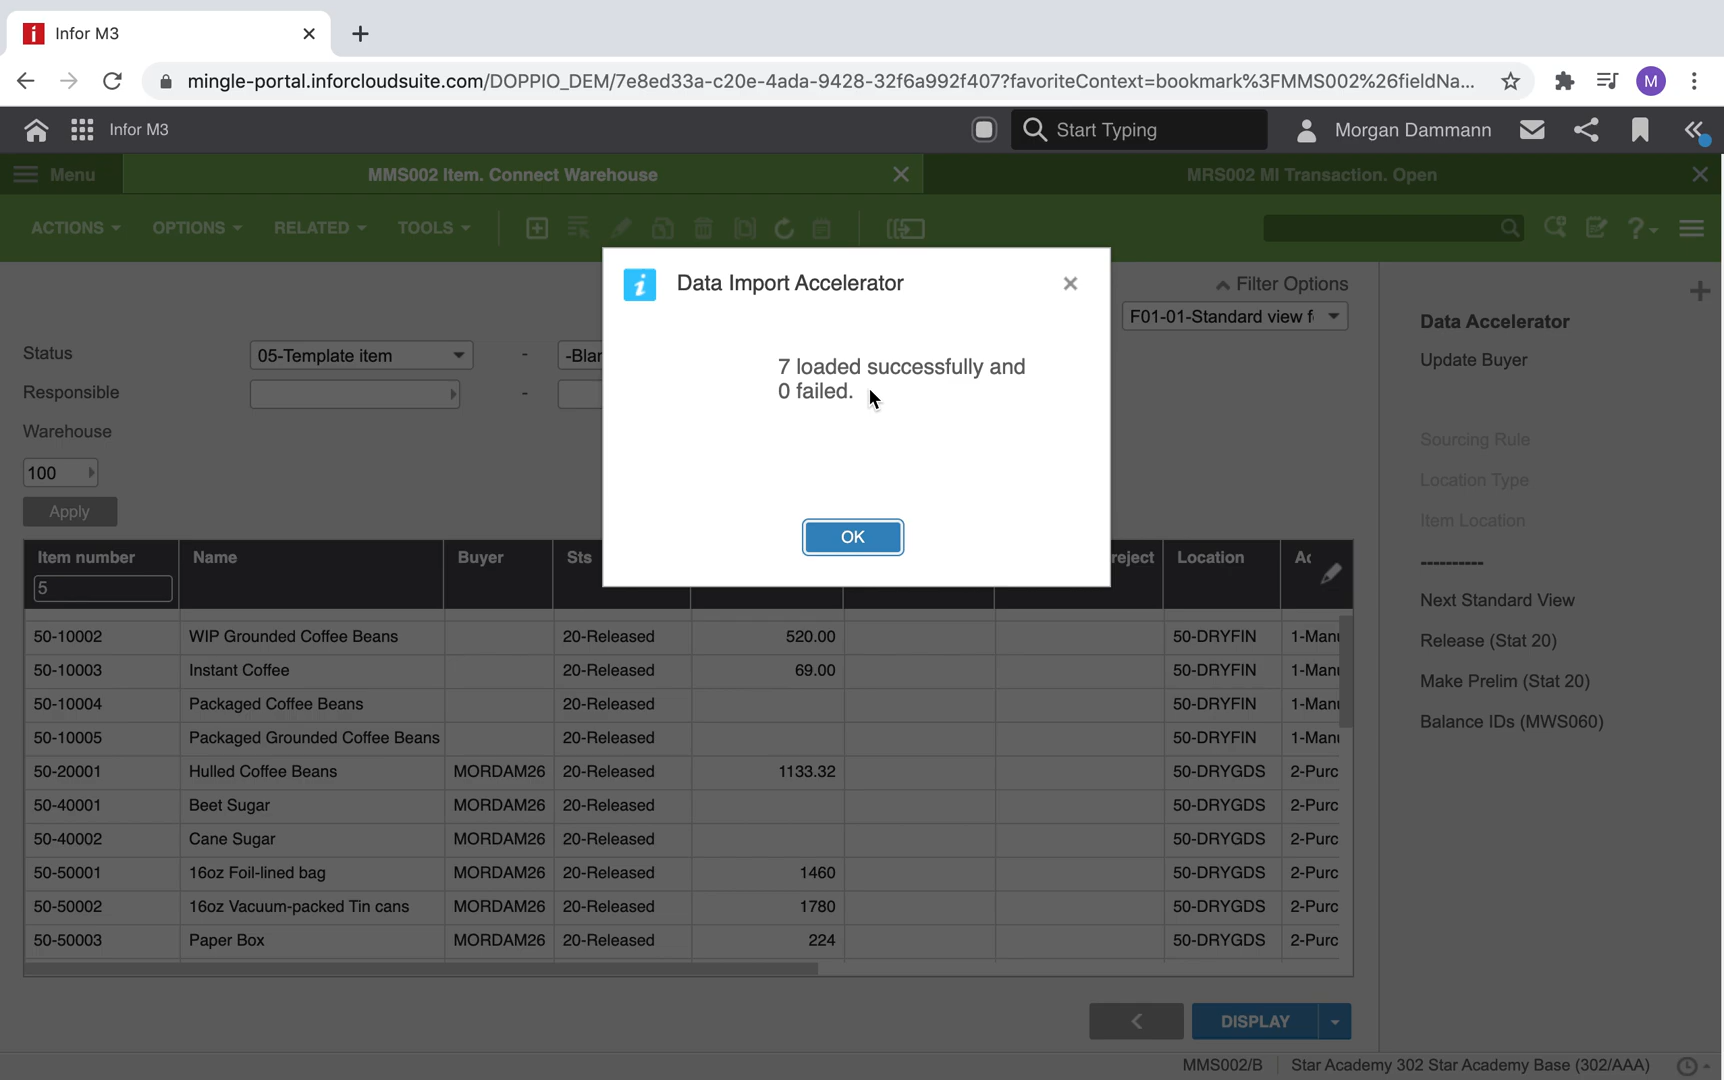 Infor M3
mingle-portal.inforcloudsuite.com/DOPPIO_DEM/7e8ed33a-c20e-4ada-9428-32f6a992f407?favoriteContext=bookmark%3FMMS002%26fieldNa...
M
Infor M3
Start Typing
Morgan Dammann
Menu
MMS002 Item. Connect Warehouse
MRS002 MI Transaction. Open
ACTIONS
OPTIONS
RELATED
TOOLS
Data Import Accelerator
7 loaded successfully and
0 failed.
OK
Filter Options
F01-01-Standard view f
Status
05-Template item
-
-Blan
Responsible
-
Warehouse
100
Apply
Item number Name Buyer Sts reject Location Ac
5
50-10002 WIP Grounded Coffee Beans 20-Released 520.00 50-DRYFIN 1-Manu
50-10003 Instant Coffee 20-Released 69.00 50-DRYFIN 1-Manu
50-10004 Packaged Coffee Beans 20-Released 50-DRYFIN 1-Manu
50-10005 Packaged Grounded Coffee Beans 20-Released 50-DRYFIN 1-Manu
50-20001 Hulled Coffee Beans MORDAM26 20-Released 1133.32 50-DRYGDS 2-Purc
50-40001 Beet Sugar MORDAM26 20-Released 50-DRYGDS 2-Purc
50-40002 Cane Sugar MORDAM26 20-Released 50-DRYGDS 2-Purc
50-50001 16oz Foil-lined bag MORDAM26 20-Released 1460 50-DRYGDS 2-Purc
50-50002 16oz Vacuum-packed Tin cans MORDAM26 20-Released 1780 50-DRYGDS 2-Purc
50-50003 Paper Box MORDAM26 20-Released 224 50-DRYGDS 2-Purc
Data Accelerator
Update Buyer
Sourcing Rule
Location Type
Item Location
----------
Next Standard View
Release (Stat 20)
Make Prelim (Stat 20)
Balance IDs (MWS060)
DISPLAY
MMS002/B
Star Academy 302 Star Academy Base (302/AAA)